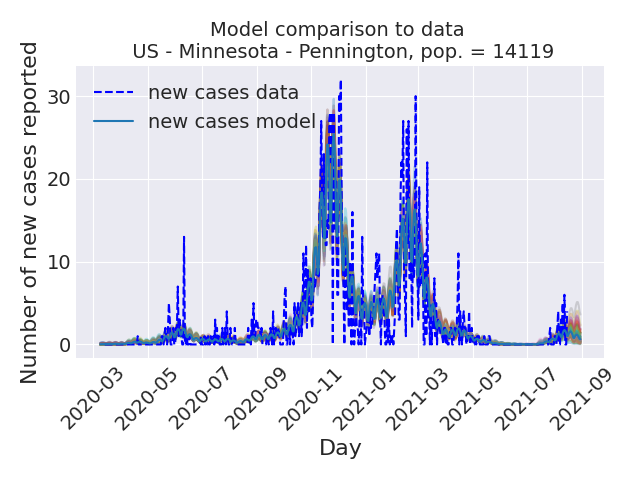 Model comparison to data
US - Minnesota - Pennington, pop. = 14119
Number of new cases reported
30
20
10
0
new cases data
new cases model
2020-03
2020-05
2020-07
2020-09
2020-11
2021-01
2021-03
2021-05
2021-07
2021-09
Day